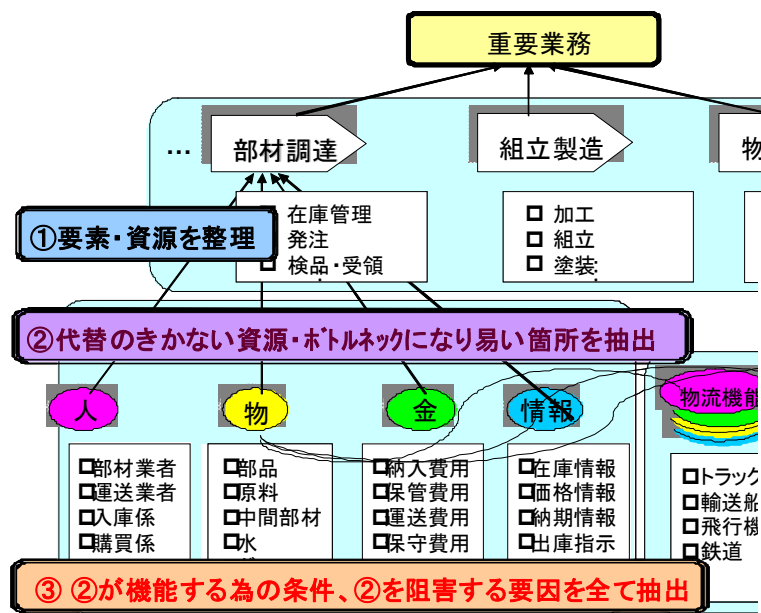 重要業務
…
部材調達
組立製造
物
□ 在庫管理
発注
□ 検品・受領
□ 加工
□ 組立
□ 塗装
①要素・資源を整理
②代替のきかない資源・ボトルネックになり易い箇所を抽出
人
物
金
情報
物流機能
□部材業者
□運送業者
□入庫係
□購買係
□部品
□原料
□中間部材
□水
□納入費用
□保管費用
□運送費用
□保守費用
□在庫情報
□価格情報
□納期情報
□出庫指示
□トラック
□輸送船
□飛行機
□鉄道
③ ②が機能する為の条件、②を阻害する要因を全て抽出